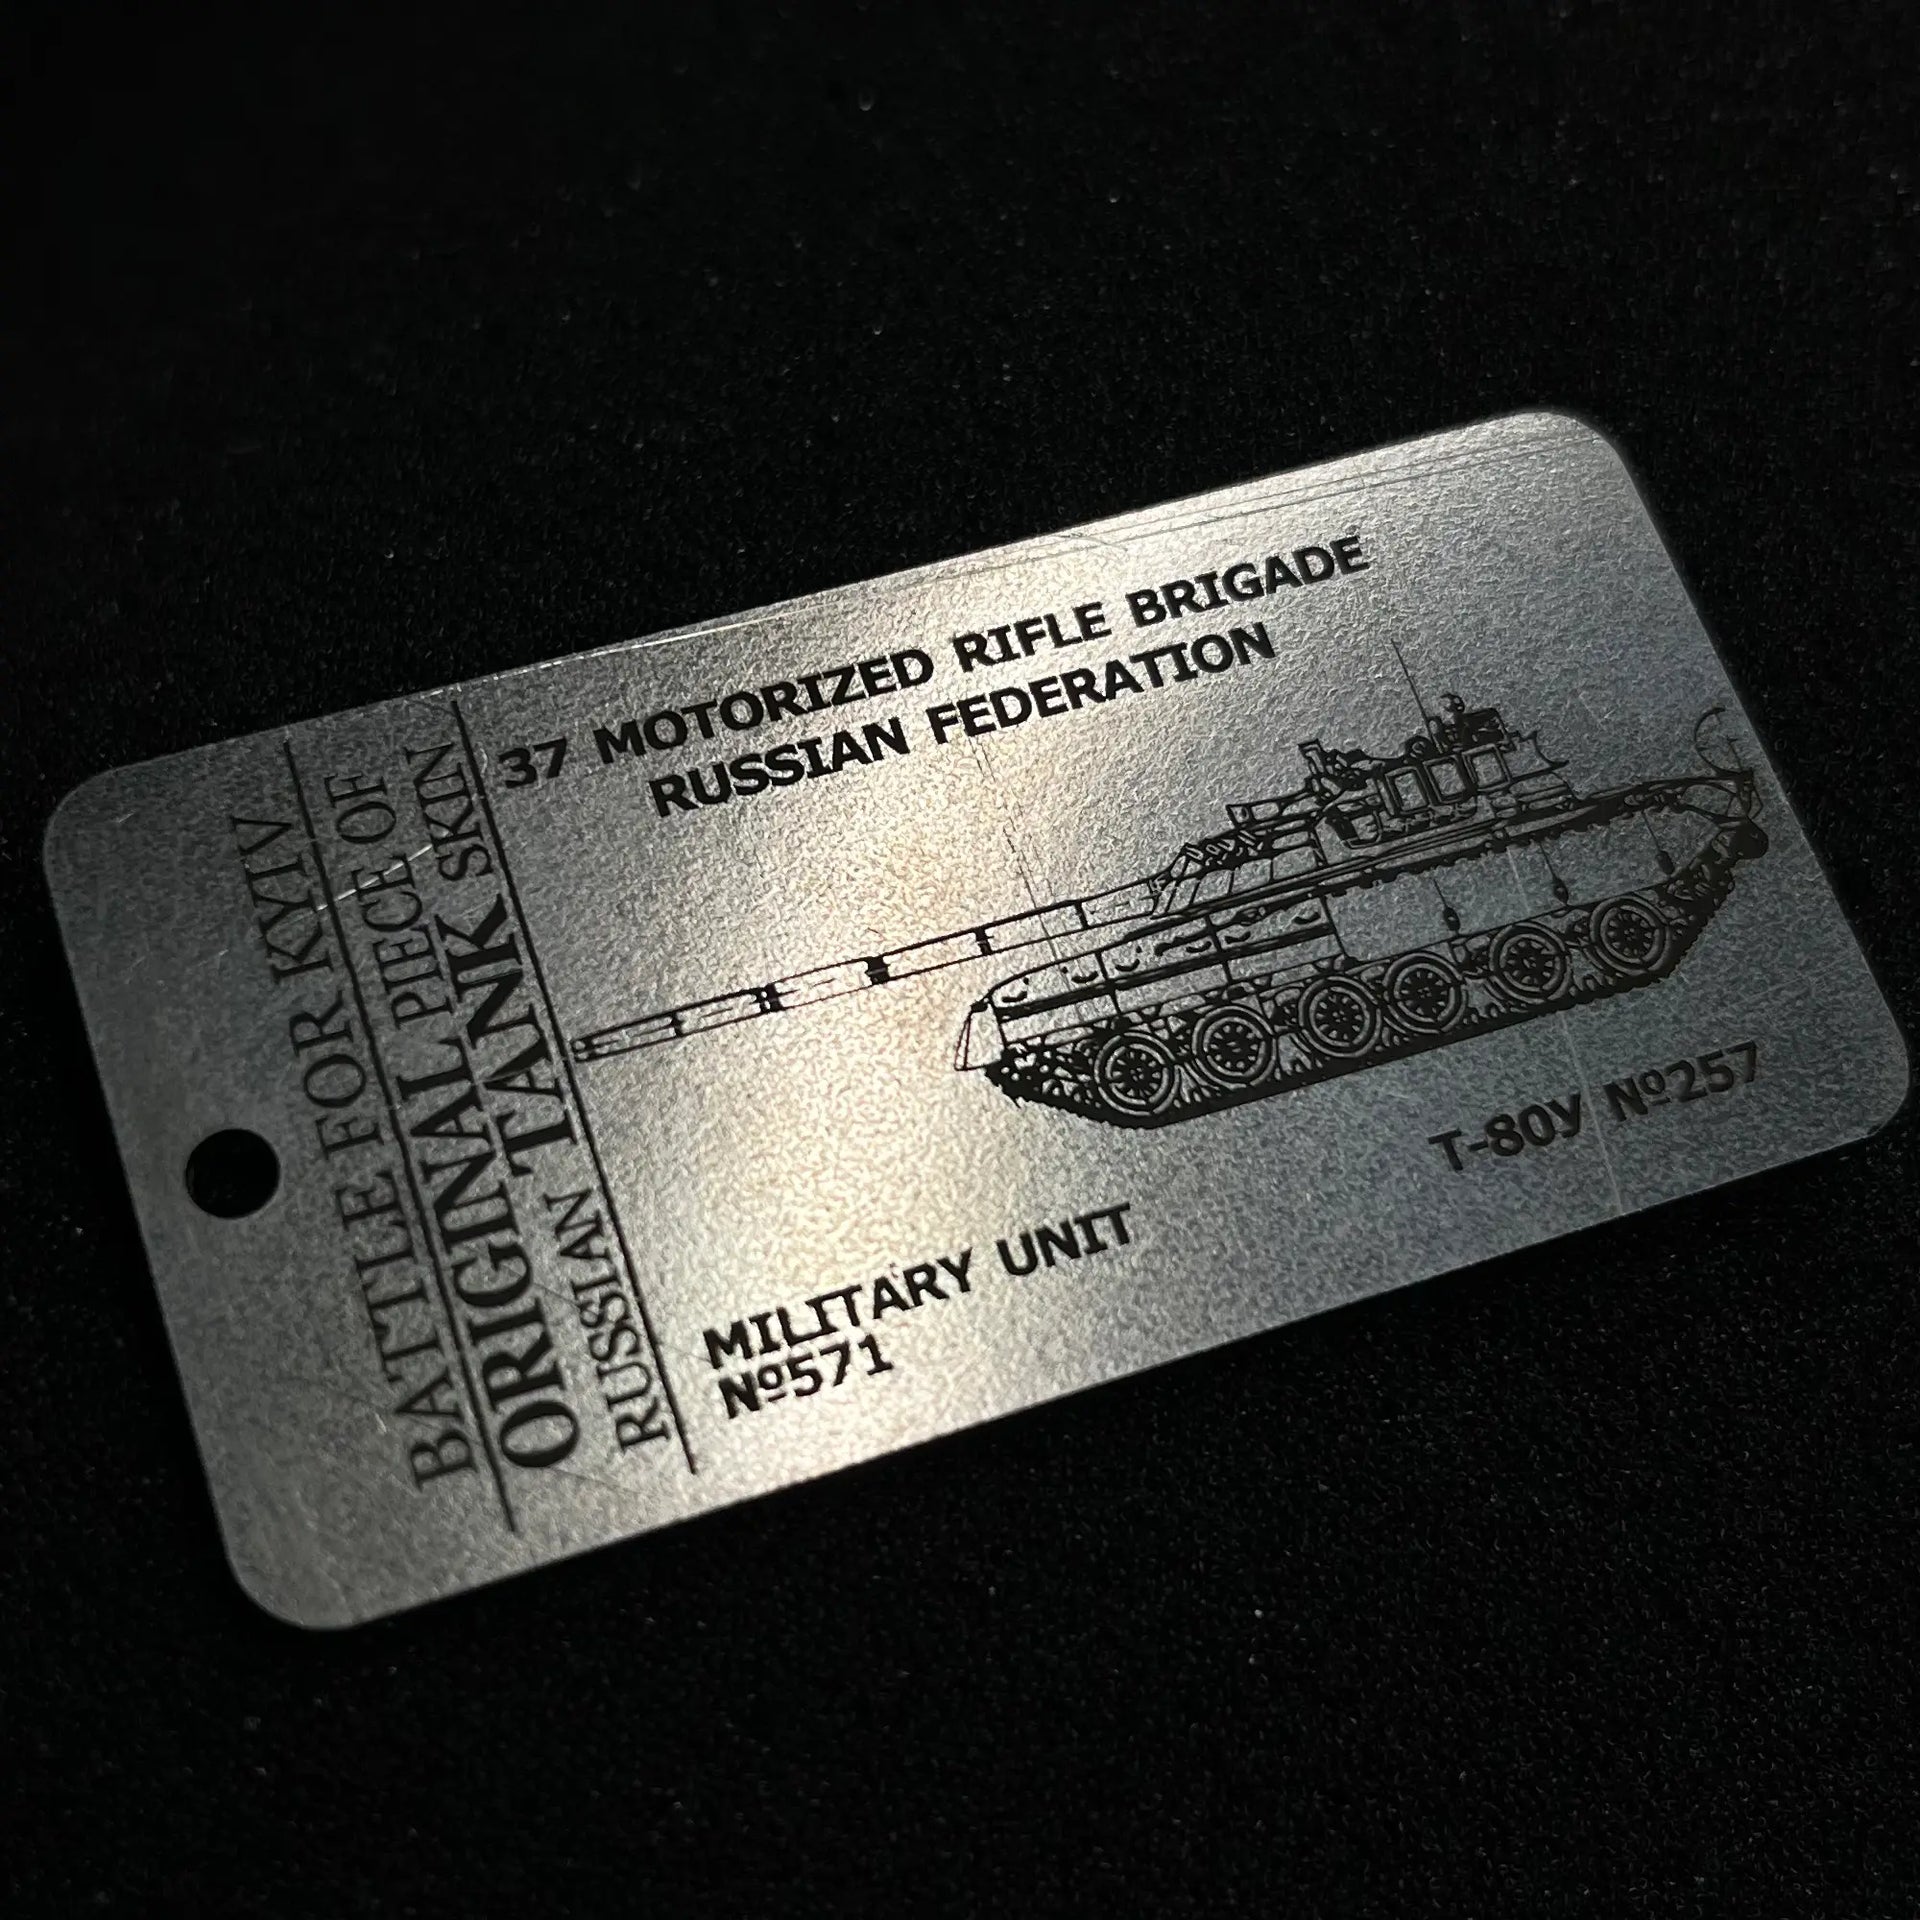 BATTLE FOR KYIV
ORIGINAL PIECE OF
ORIGINAL TANK SKIN
RUSSIAN
37 MOTORIZED RIFLE BRIGADE
RUSSIAN FEDERATION
T-80У №257
MILITARY UNIT
№571